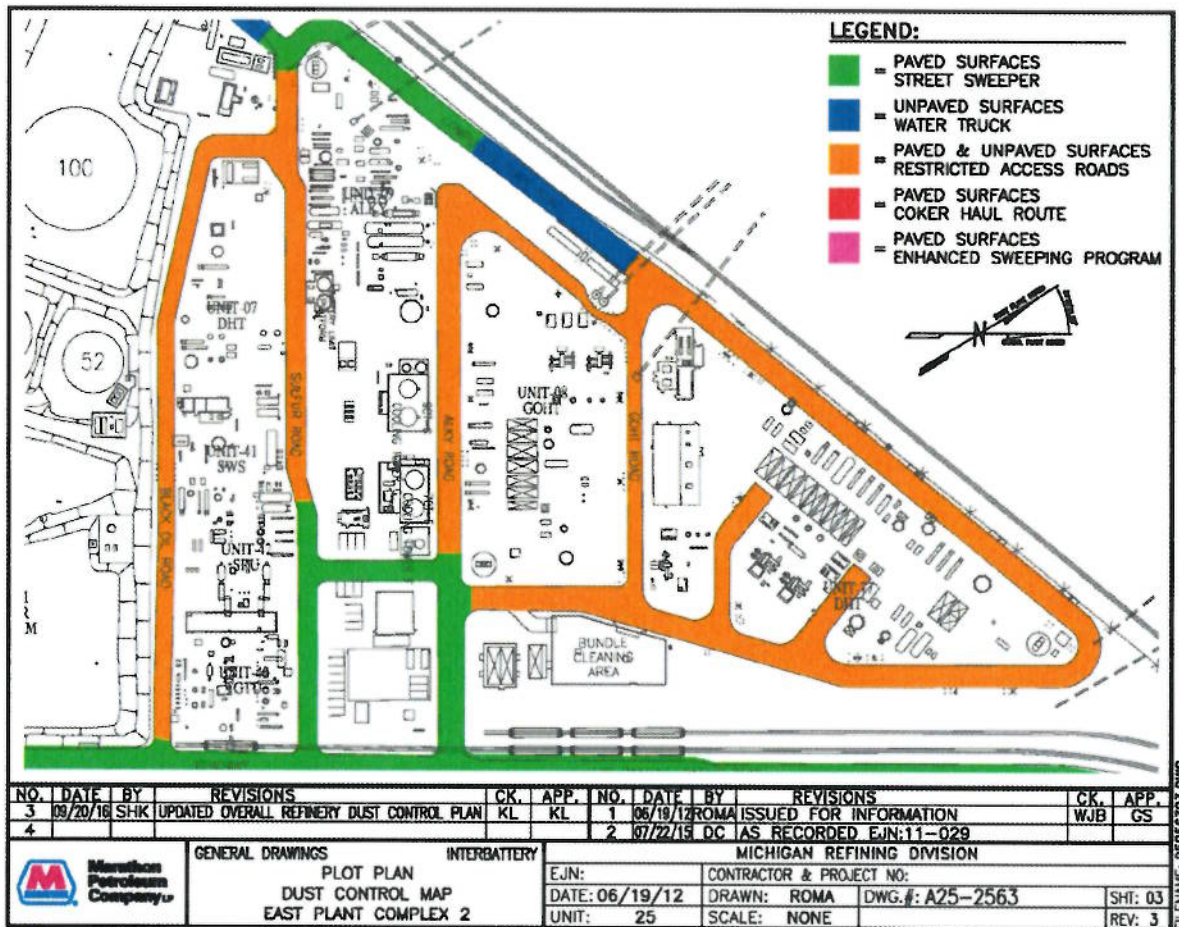 LEGEND:
= PAVED SURFACES
STREET SWEEPER
= UNPAVED SURFACES
WATER TRUCK
= PAVED & UNPAVED SURFACES
RESTRICTED ACCESS ROADS
= PAVED SURFACES
COKER HAUL ROUTE
= PAVED SURFACES
ENHANCED SWEEPING PROGRAM
N
100
52
UNIT-07
DHT
ALKY
UNIT-41
SWS
SULFUR ROAD
ALKY ROAD
UNIT-08
GOHT
GOHT ROAD
BLACK OIL ROAD
BUNDLE
CLEANING
AREA
NO. DATE BY REVISIONS CK. APP. NO. DATE BY REVISIONS CK. APP.
3 09/20/16 SHK UPDATED OVERALL REFINERY DUST CONTROL PLAN KL KL 1 06/19/12 ROMA ISSUED FOR INFORMATION WJB GS
4 2 07/22/15 DC AS RECORDED EJN:11-029
Marathon
Petroleum
Company LP
GENERAL DRAWINGS INTERBATTERY
PLOT PLAN
DUST CONTROL MAP
EAST PLANT COMPLEX 2
MICHIGAN REFINING DIVISION
EJN: CONTRACTOR & PROJECT NO:
DATE: 06/19/12 DRAWN: ROMA DWG.#: A25-2563 SHT: 03
UNIT: 25 SCALE: NONE REV: 3